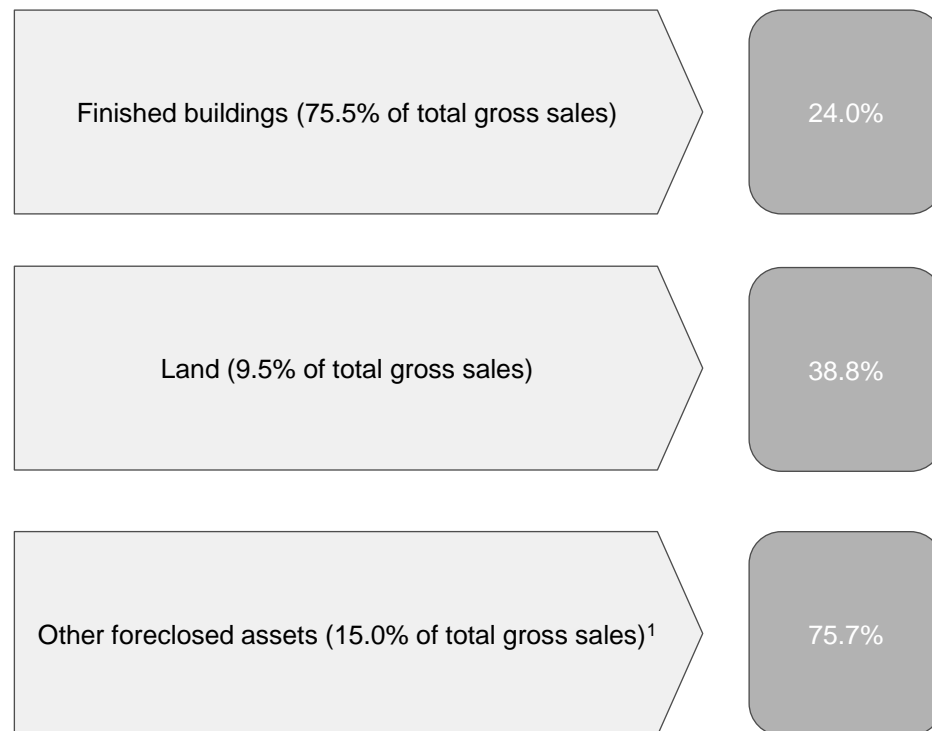 Finished buildings (75.5% of total gross sales)
24.0%
Land (9.5% of total gross sales)
38.8%
Other foreclosed assets (15.0% of total gross sales)1
75.7%